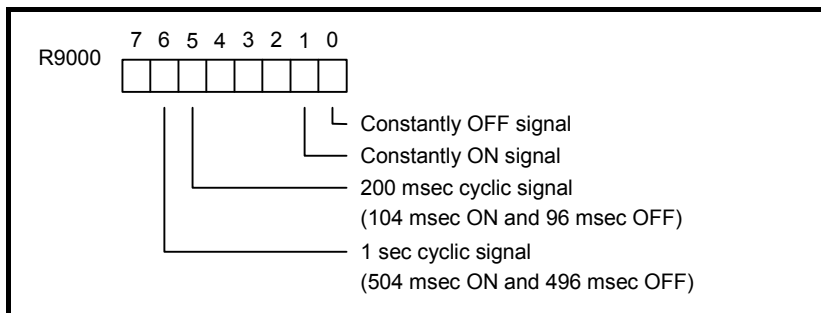 7 6 5 4 3 2 1 0
R9000
Constantly OFF signal
Constantly ON signal
200 msec cyclic signal
(104 msec ON and 96 msec OFF)
1 sec cyclic signal
(504 msec ON and 496 msec OFF)